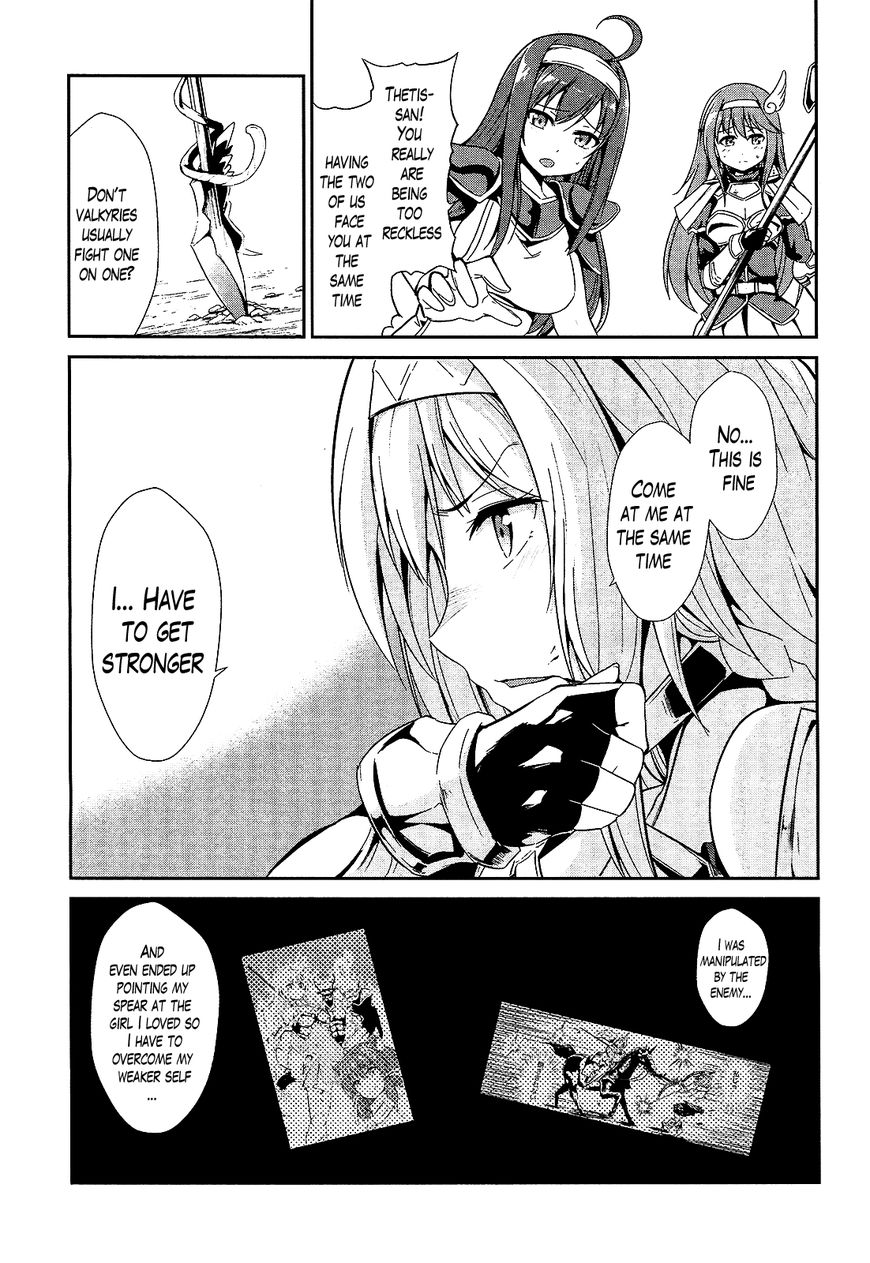 THETIS-
SAN!
YOU
REALLY
ARE
BEING
TOO
RECKLESS
HAVING
THE TWO
OF US
FACE
YOU AT
THE
SAME
TIME
DON'T
VALKYRIES
USUALLY
FIGHT ONE
ON ONE?
NO...
THIS IS
FINE
COME
AT ME AT
THE SAME
TIME
I... HAVE
TO GET
STRONGER
I WAS
MANIPULATED
BY THE
ENEMY...
AND
EVEN ENDED UP
POINTING MY
SPEAR AT THE
GIRL I LOVED SO
I HAVE TO
OVERCOME MY
WEAKER SELF
...